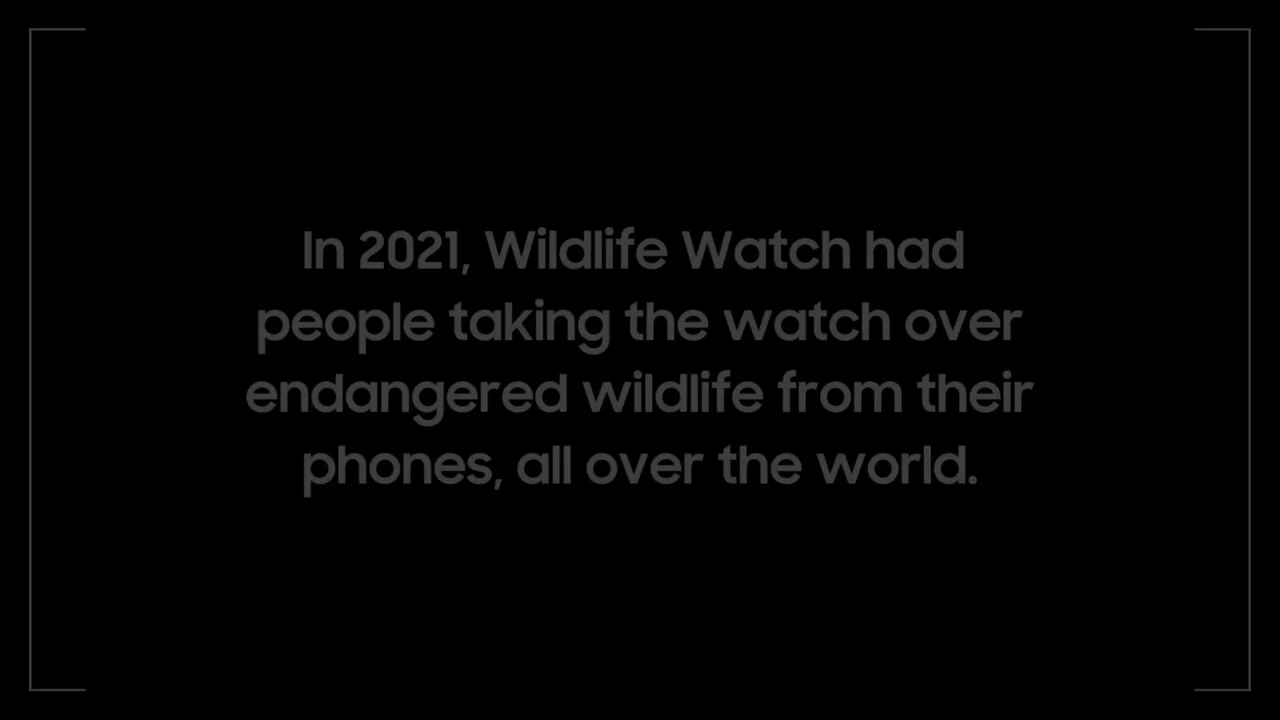 In 2021, Wildlife Watch had
people taking the watch over
endangered wildlife from their
phones, all over the world.